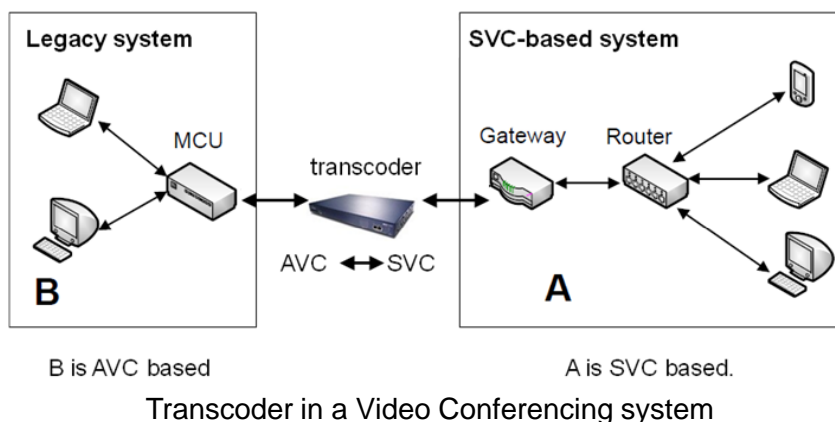 Legacy system
MCU
B
transcoder
AVC SVC
SVC-based system
Gateway Router
A
B is AVC based
A is SVC based.
Transcoder in a Video Conferencing system